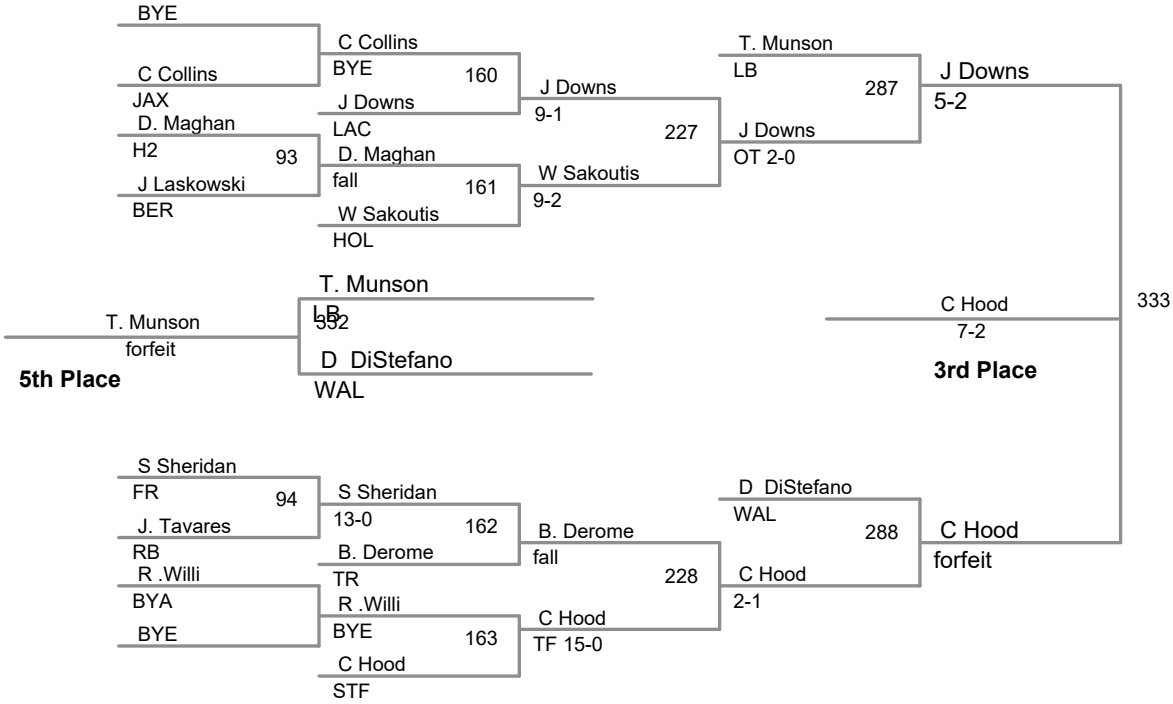 BYE
C Collins
C Collins
BYE
160
JAX
J Downs
LAC
J Downs
9-1
D. Maghan
H2
93
J Laskowski
BER
D. Maghan
fall
161
W Sakoutis
HOL
W Sakoutis
9-2
227
T. Munson
LB
287
J Downs
OT 2-0
J Downs
5-2
T. Munson
LB
332
D DiStefano
WAL
T. Munson
forfeit
5th Place
C Hood
7-2
3rd Place
333
S Sheridan
FR
94
J. Tavares
RB
S Sheridan
13-0
162
B. Derome
TR
B. Derome
fall
R .Willi
BYA
BYE
R .Willi
BYE
163
C Hood
STF
C Hood
TF 15-0
228
D DiStefano
WAL
288
C Hood
2-1
C Hood
forfeit